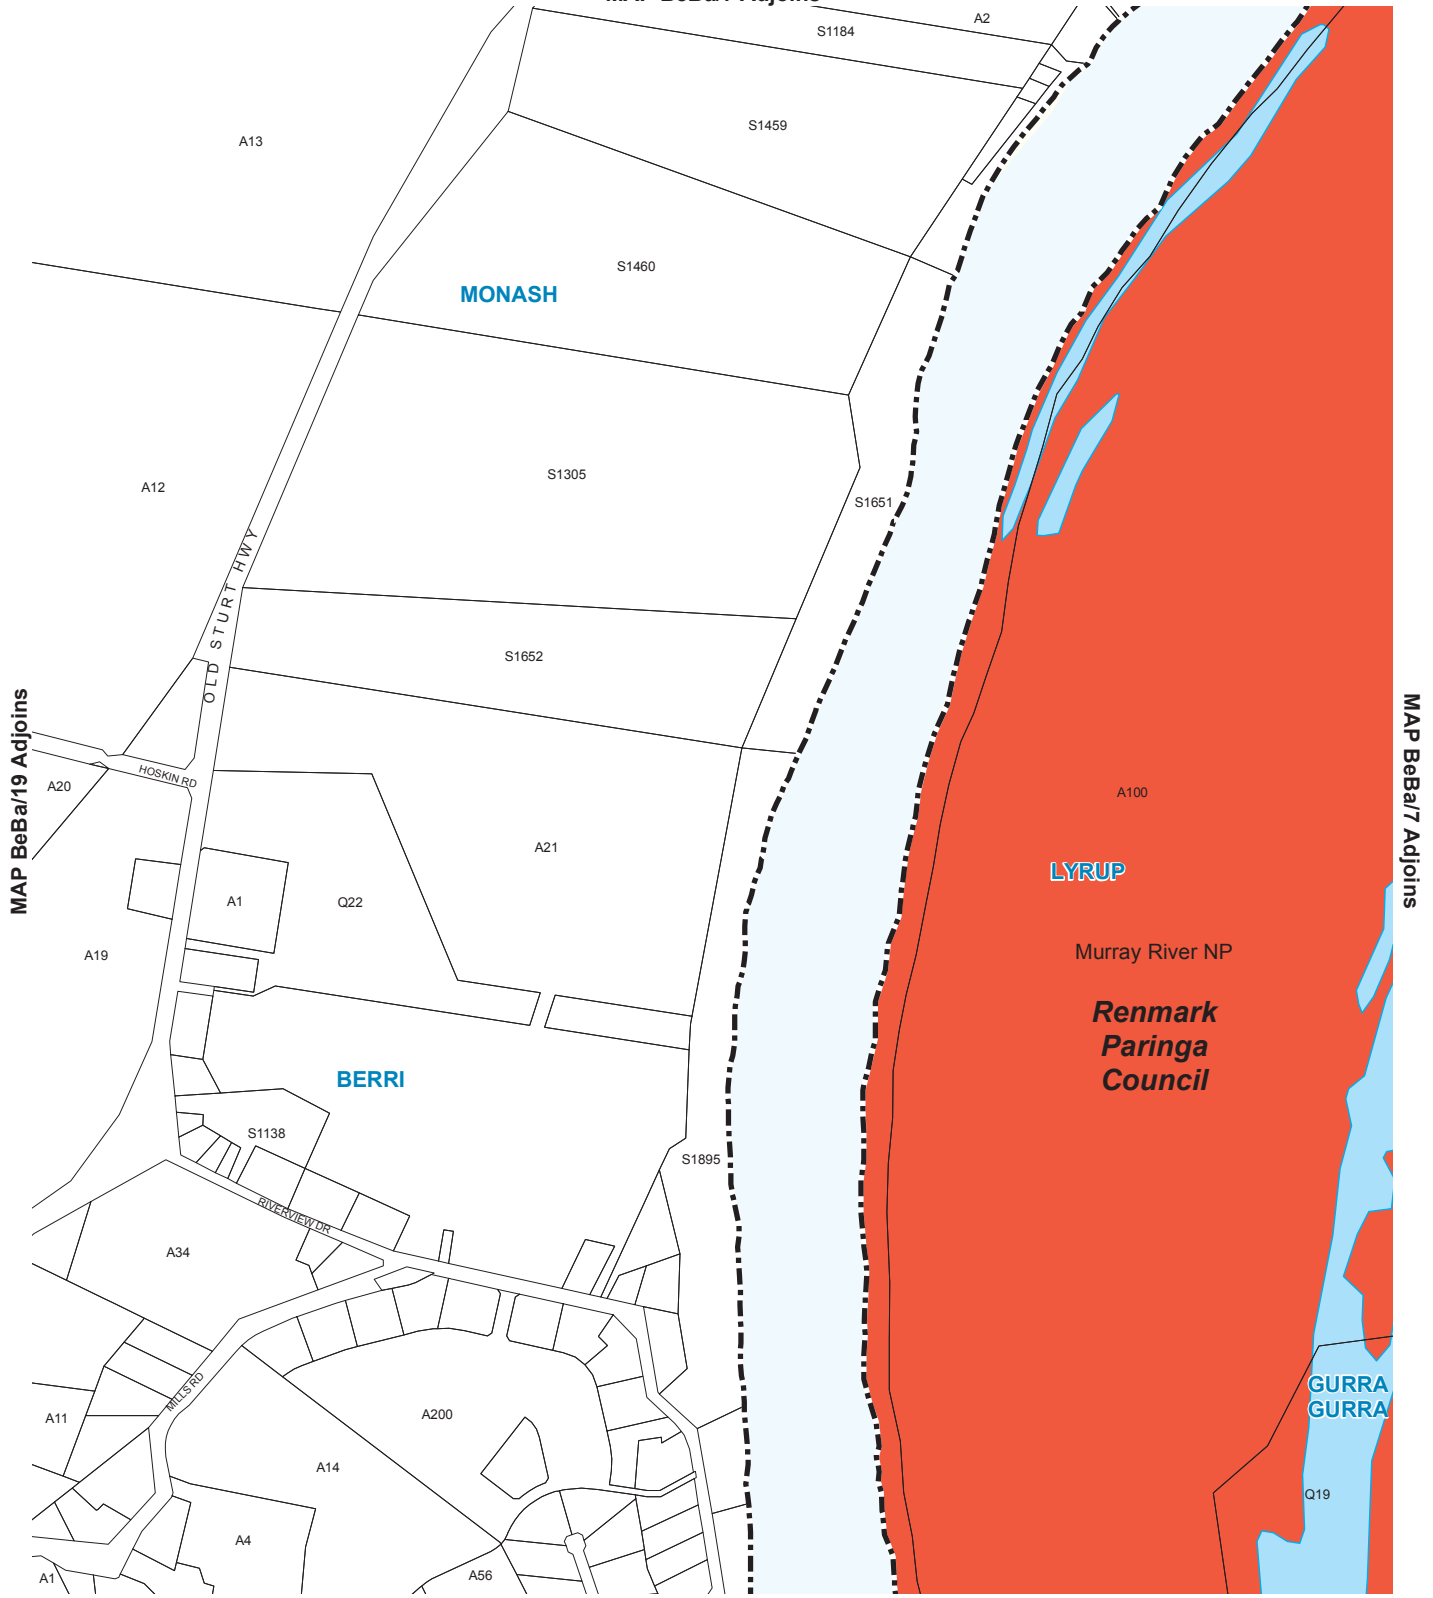 S1184
A2
A13
S1459
S1460
MONASH
A12
S1305
S1651
OLD STURT HWY
S1652
MAP BeBa/19 Adjoins
MAP BeBa/7 Adjoins
HOSKIN RD
A20
A100
A21
LYRUP
A1
Q22
A19
Murray River NP
Renmark
Paringa
Council
BERRI
S1138
S1895
RIVERVIEW DR
A34
MILLS RD
GURRA
GURRA
A11
A200
A14
Q19
A4
A1
A56